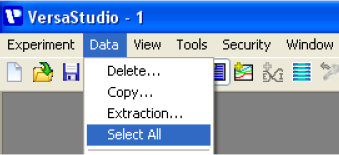 VersaStudio - 1
Experiment Data View Tools Security Window
Delete...
Copy...
Extraction...
Select All